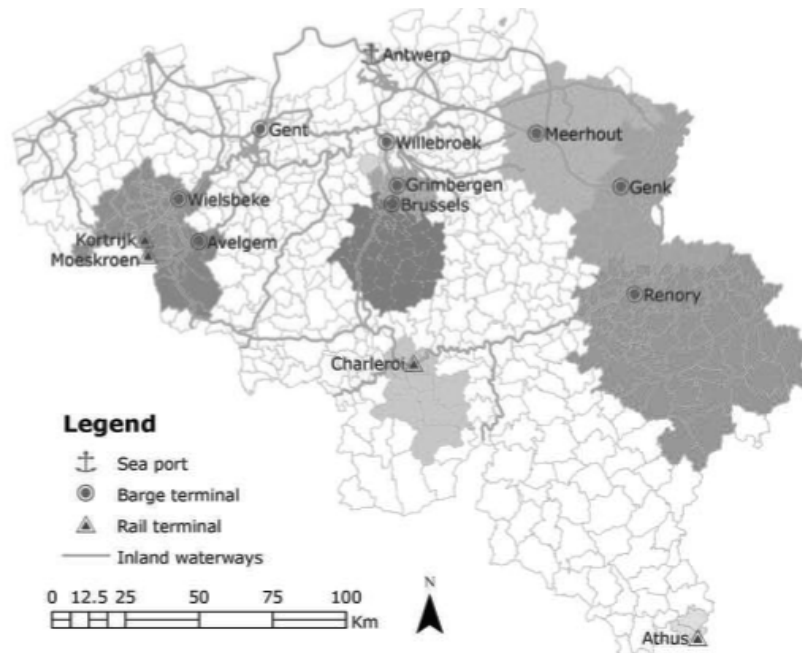 Antwerp
Gent
Willebroek
Meerhout
Grimbergen
Genk
Wielsbeke
Brussels
Kortrijk
Avelgem
Moeskroen
Renory
Charleroi
Legend
Sea port
Barge terminal
Rail terminal
Inland waterways
N
0 12.5 25 50 75 100
Km
Athus